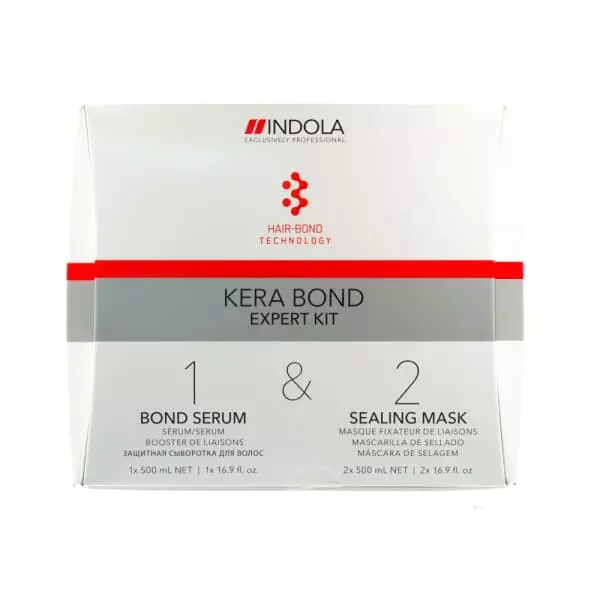 INDOLA
EXCLUSIVELY PROFESSIONAL
HAIR-BOND
TECHNOLOGY
KERA BOND
EXPERT KIT
1 & 2
BOND SERUM
SÉRUM/SERUM
BOOSTER DE LIAISONS
ЗАЩИТНАЯ СЫВОРОТКА ДЛЯ ВОЛОС
1x 500 mL NET | 1x 16.9 fl. oz.
SEALING MASK
MASQUE FIXATEUR DE LIAISONS
MASCARILLA DE SELLADO
MÁSCARA DE SELAGEM
2x 500 mL NET | 2x 16.9 fl oz